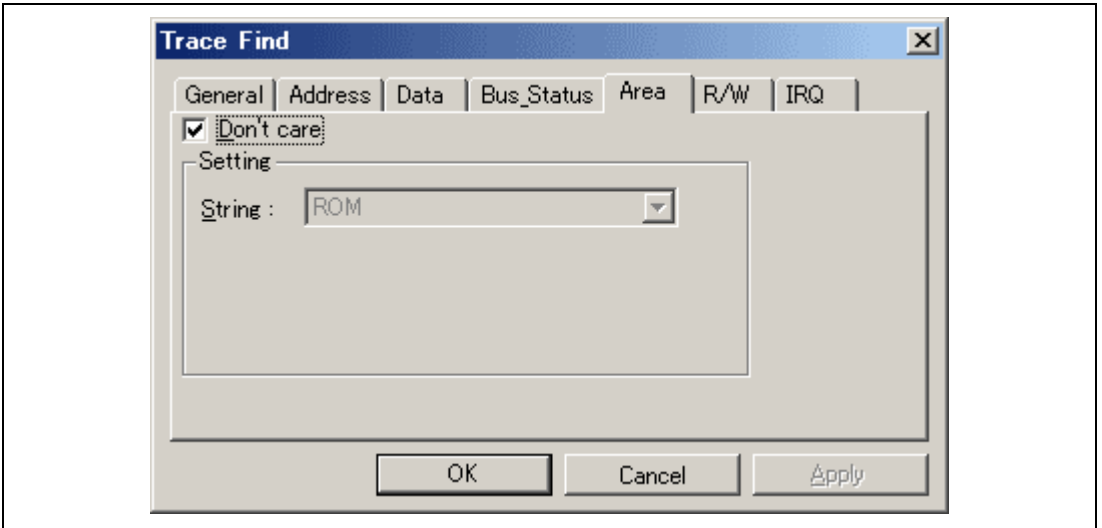 Trace Find
General Address Data Bus_Status Area R/W IRQ
Don't care
Setting
String : ROM
OK Cancel Apply